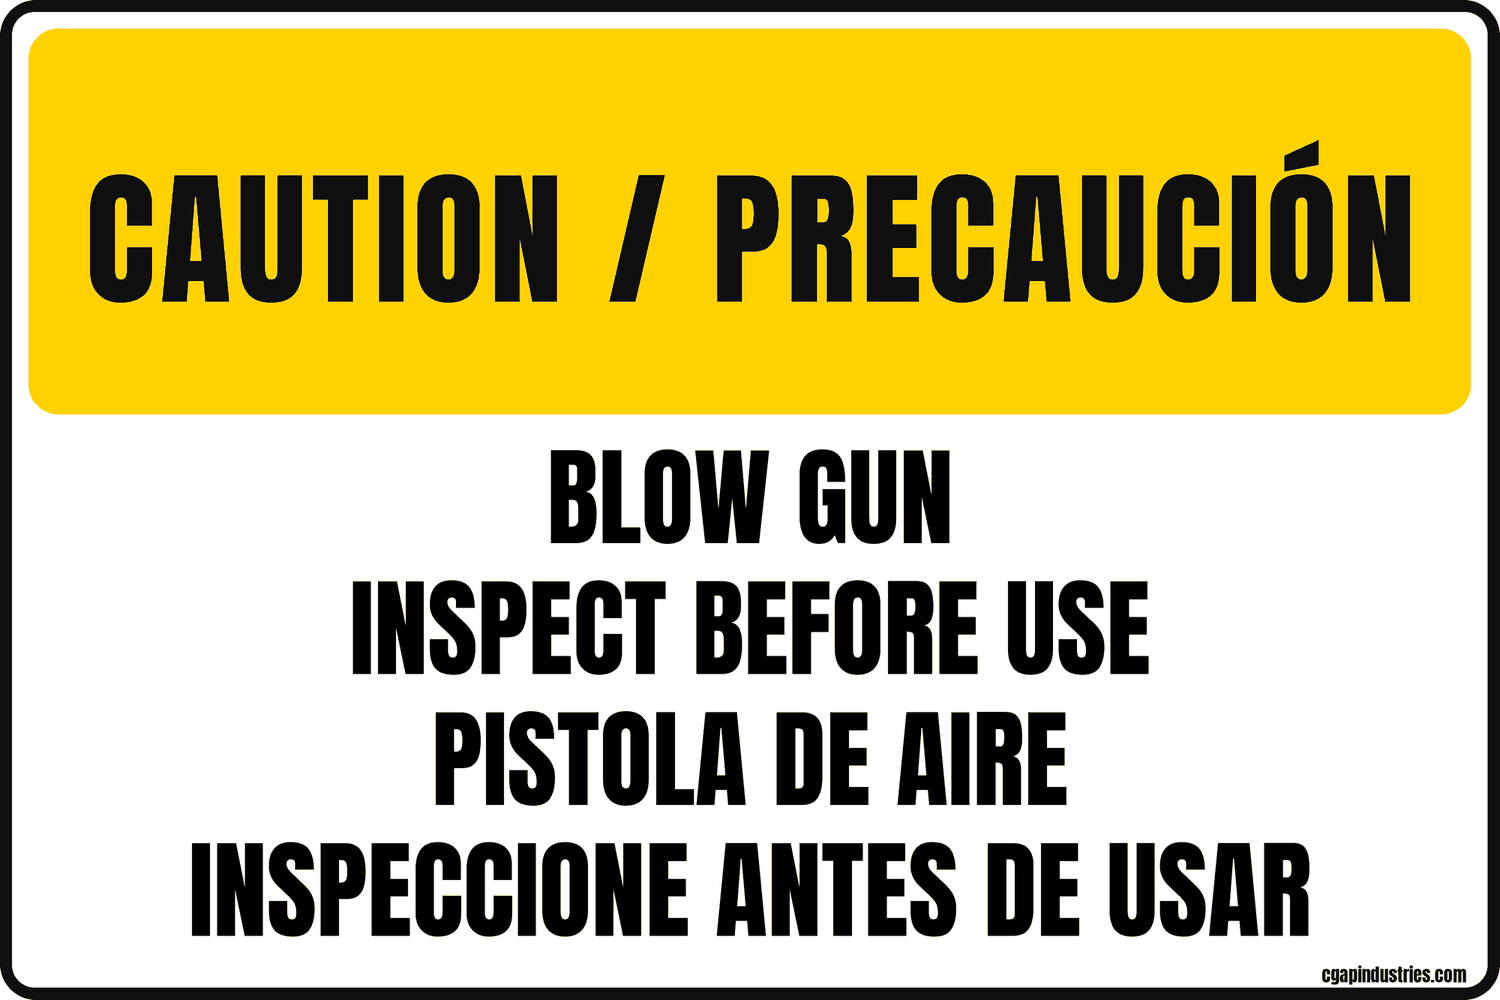 CAUTION / PRECAUCIÓN
BLOW GUN
INSPECT BEFORE USE
PISTOLA DE AIRE
INSPECCIONE ANTES DE USAR
cgapindustries.com